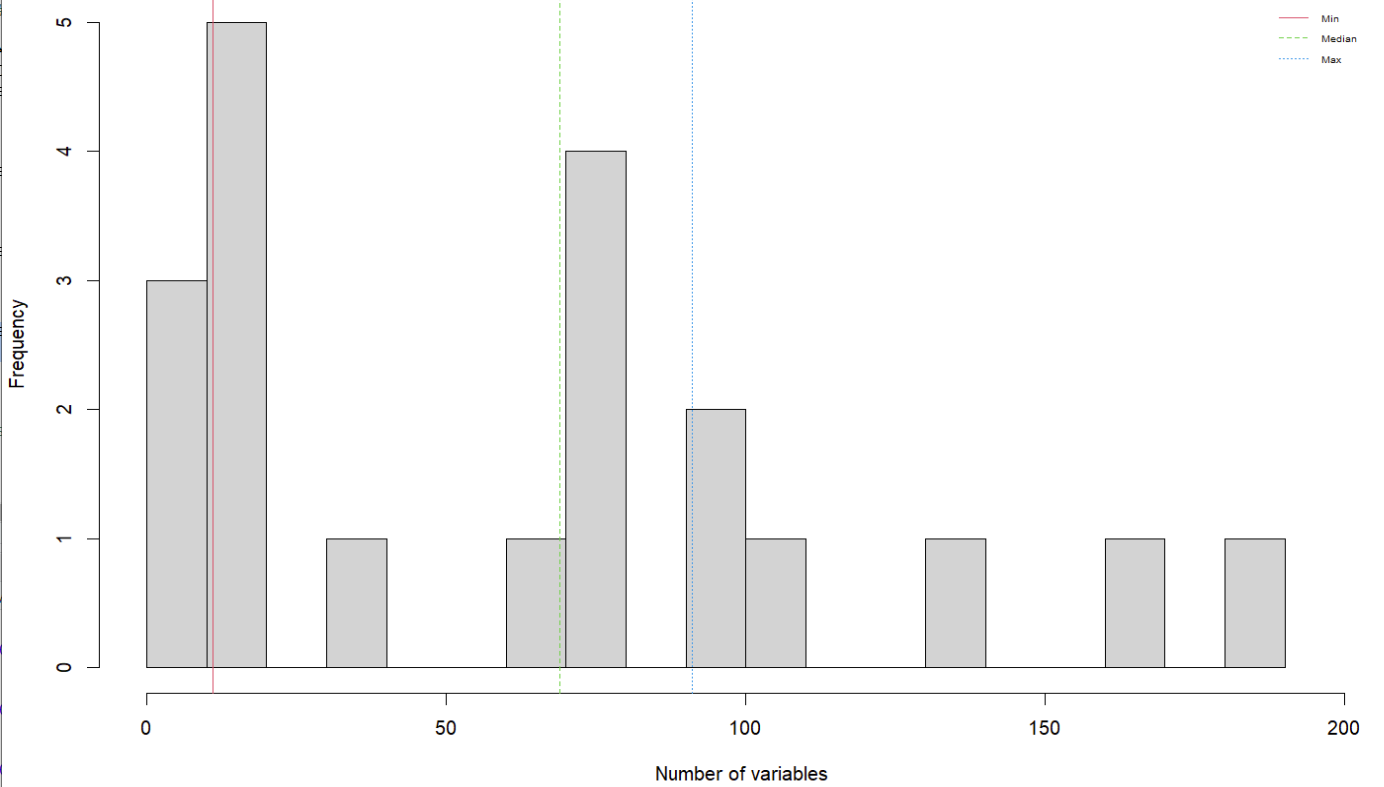 Min
Median
Max
Frequency
5
4
3
2
1
0
0 50 100 150 200
Number of variables